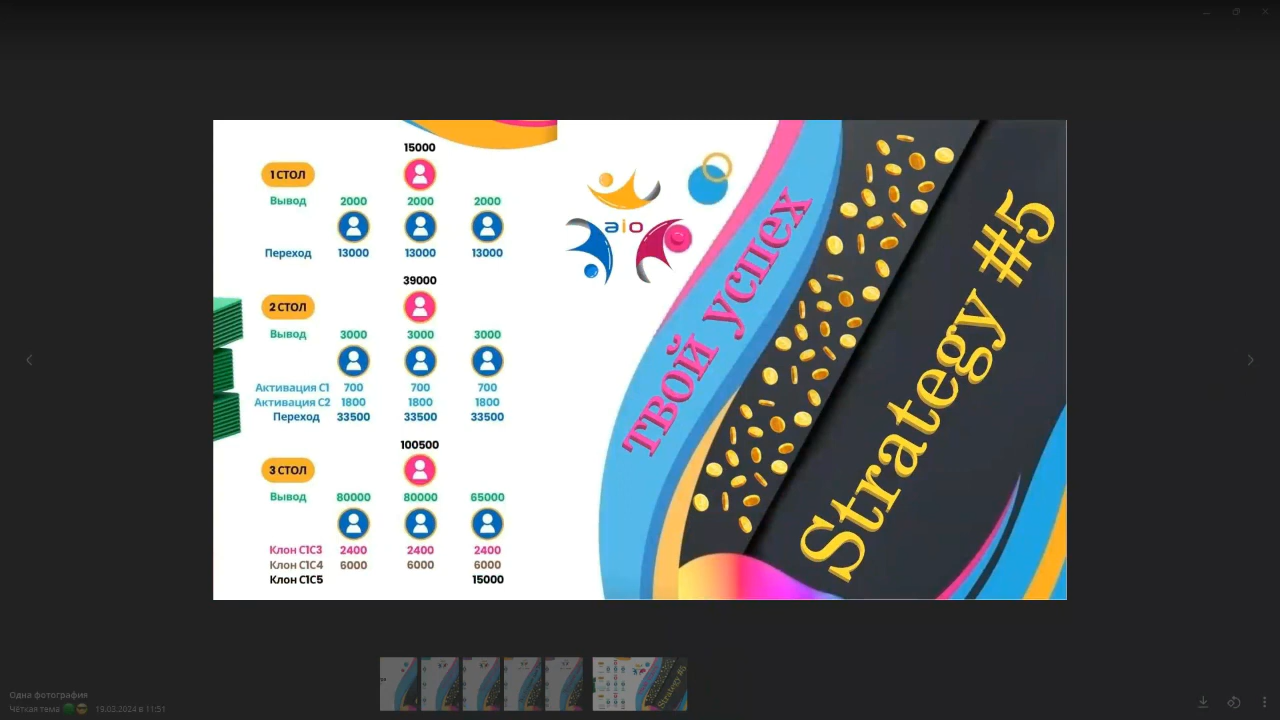 15000
1 СТОЛ
Вывод 2000 2000 2000
Переход 13000 13000 13000
39000
2 СТОЛ
Вывод 3000 3000 3000
Активация С1 700 700 700
Активация С2 1800 1800 1800
Переход 33500 33500 33500
100500
3 СТОЛ
Вывод 80000 80000 65000
Клон С1С3 2400 2400 2400
Клон С1С4 6000 6000 6000
Клон С1С5 15000
aio
твой успех
Strategy #5
Одна фотография
Чёткая тема 19.03.2024 в 11:51